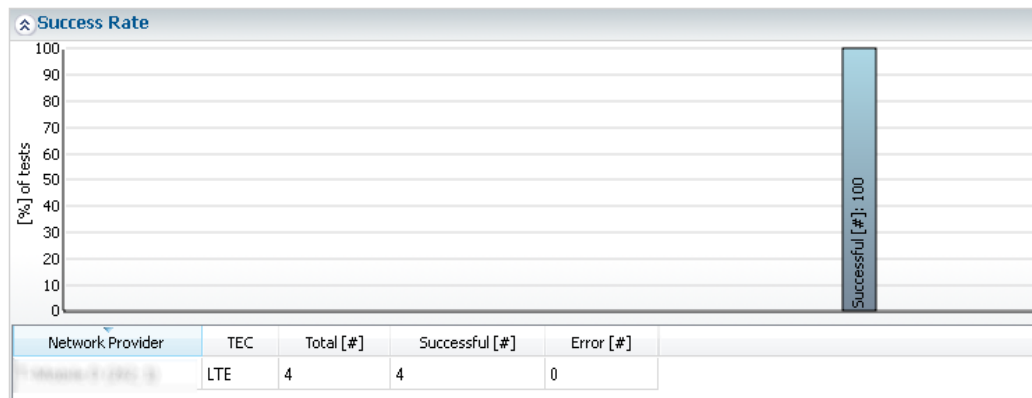 Success Rate
100
90
80
70
60
50
40
30
20
10
0
[%] of tests
Successful [#]: 100
Network Provider TEC Total [#] Successful [#] Error [#]
LTE 4 4 0